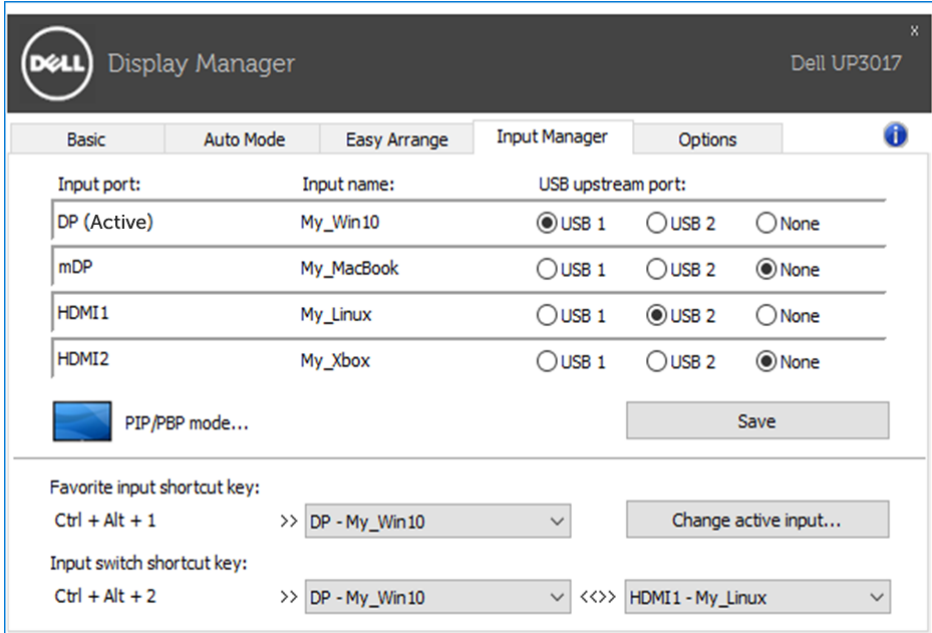 x
DELL Display Manager Dell UP3017
Basic Auto Mode Easy Arrange Input Manager Options i
Input port: Input name: USB upstream port:
DP (Active) My_Win10 USB 1 USB 2 None
mDP My_MacBook USB 1 USB 2 None
HDMI1 My_Linux USB 1 USB 2 None
HDMI2 My_Xbox USB 1 USB 2 None
PIP/PBP mode... Save
Favorite input shortcut key:
Ctrl + Alt + 1 >> DP - My_Win10 Change active input...
Input switch shortcut key:
Ctrl + Alt + 2 >> DP - My_Win10 <<>> HDMI1 - My_Linux